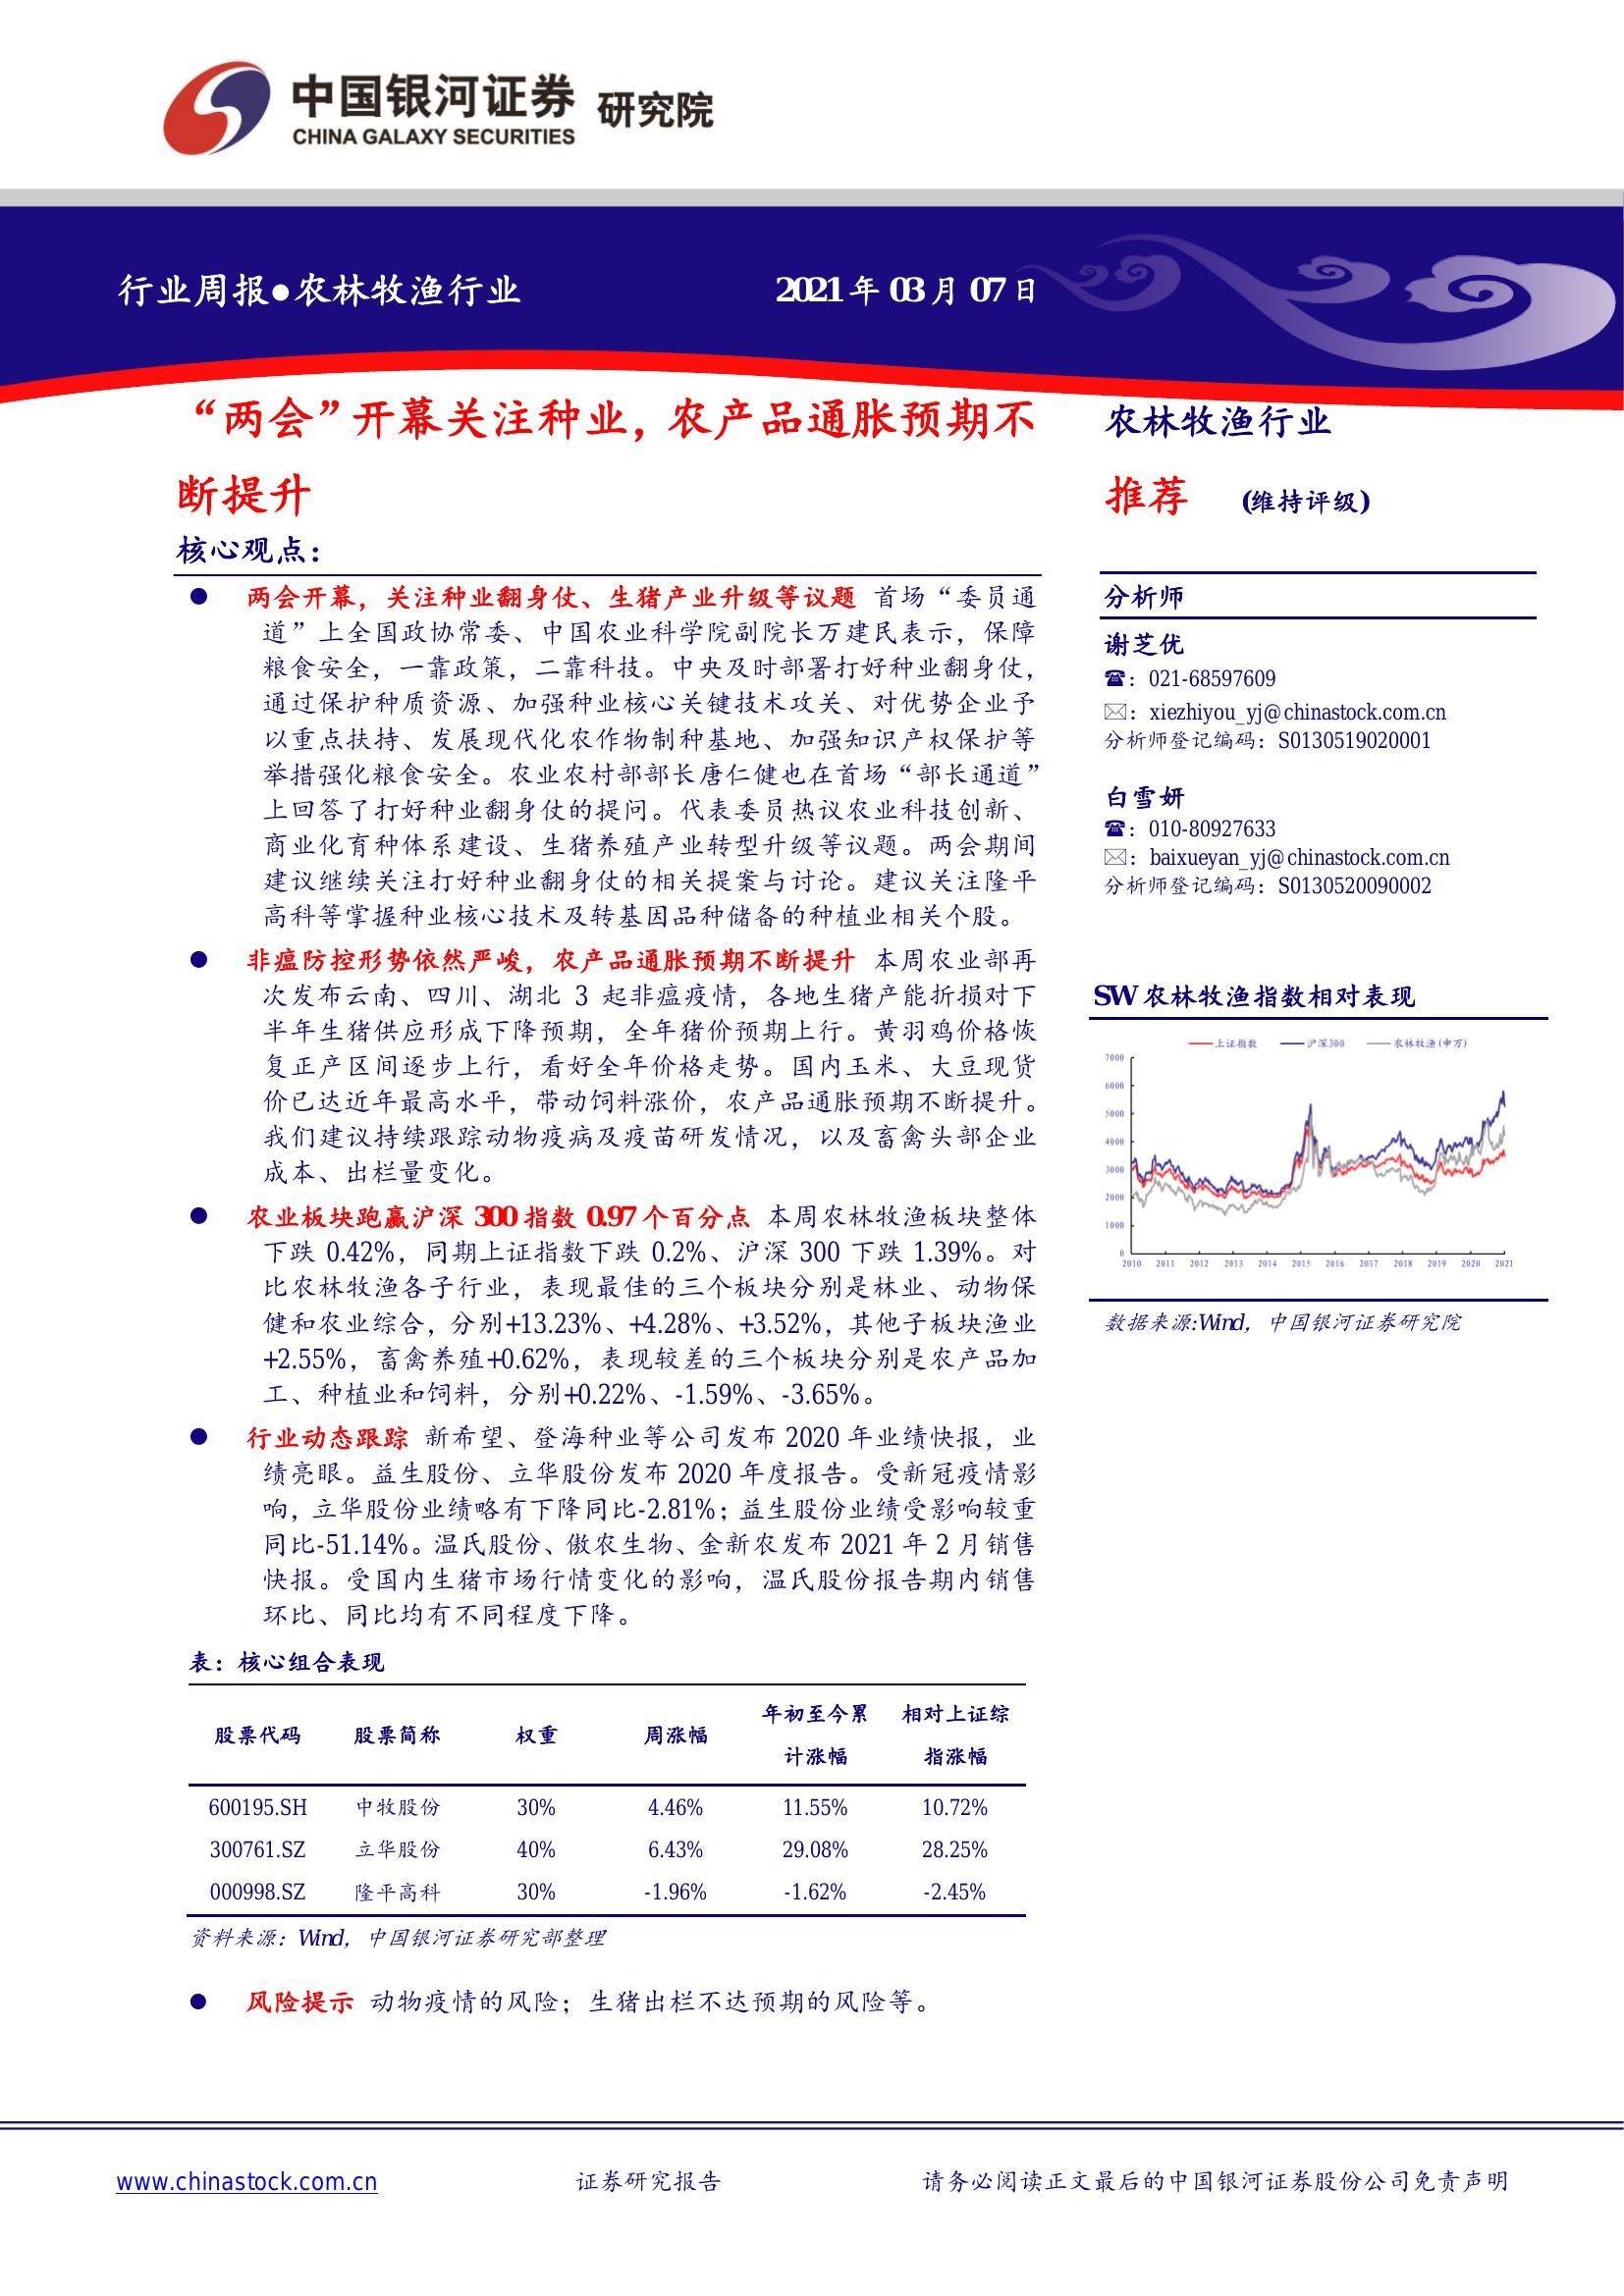 中国银河证券 研究院
CHINA GALAXY SECURITIES
行业周报●农林牧渔行业 2021 年 03 月 07 日
“两会”开幕关注种业，农产品通胀预期不
断提升
核心观点：
● 两会开幕，关注种业翻身仗、生猪产业升级等议题 首场“委员通
道”上全国政协常委、中国农业科学院副院长万建民表示，保障
粮食安全，一靠政策，二靠科技。中央及时部署打好种业翻身仗，
通过保护种质资源、加强种业核心关键技术攻关、对优势企业予
以重点扶持、发展现代化农作物制种基地、加强知识产权保护等
举措强化粮食安全。农业农村部部长唐仁健也在首场“部长通道”
上回答了打好种业翻身仗的提问。代表委员热议农业科技创新、
商业化育种体系建设、生猪养殖产业转型升级等议题。两会期间
建议继续关注打好种业翻身仗的相关提案与讨论。建议关注隆平
高科等掌握种业核心技术及转基因品种储备的种植业相关个股。
● 非瘟防控形势依然严峻，农产品通胀预期不断提升 本周农业部再
次发布云南、四川、湖北 3 起非瘟疫情，各地生猪产能折损对下
半年生猪供应形成下降预期，全年猪价预期上行。黄羽鸡价格恢
复正产区间逐步上行，看好全年价格走势。国内玉米、大豆现货
价已达近年最高水平，带动饲料涨价，农产品通胀预期不断提升。
我们建议持续跟踪动物疫病及疫苗研发情况，以及畜禽头部企业
成本、出栏量变化。
● 农业板块跑赢沪深 300 指数 0.97 个百分点 本周农林牧渔板块整体
下跌 0.42%，同期上证指数下跌 0.2%、沪深 300 下跌 1.39%。对
比农林牧渔各子行业，表现最佳的三个板块分别是林业、动物保
健和农业综合，分别+13.23%、+4.28%、+3.52%，其他子板块渔业
+2.55%，畜禽养殖+0.62%，表现较差的三个板块分别是农产品加
工、种植业和饲料，分别+0.22%、-1.59%、-3.65%。
● 行业动态跟踪 新希望、登海种业等公司发布 2020 年业绩快报，业
绩亮眼。益生股份、立华股份发布 2020 年度报告。受新冠疫情影
响，立华股份业绩略有下降同比-2.81%；益生股份业绩受影响较重
同比-51.14%。温氏股份、傲农生物、金新农发布 2021 年 2 月销售
快报。受国内生猪市场行情变化的影响，温氏股份报告期内销售
环比、同比均有不同程度下降。
表：核心组合表现
股票代码 股票简称 权重 周涨幅 年初至今累计涨幅 相对上证综指涨幅
600195.SH 中牧股份 30% 4.46% 11.55% 10.72%
300761.SZ 立华股份 40% 6.43% 29.08% 28.25%
000998.SZ 隆平高科 30% -1.96% -1.62% -2.45%
资料来源：Wind，中国银河证券研究部整理
● 风险提示 动物疫情的风险；生猪出栏不达预期的风险等。
农林牧渔行业
推荐 (维持评级)
分析师
谢芝优
☎：021-68597609
✉：xiezhiyou_yj@chinastock.com.cn
分析师登记编码：S0130519020001
白雪妍
☎：010-80927633
✉：baixueyan_yj@chinastock.com.cn
分析师登记编码：S0130520090002
SW 农林牧渔指数相对表现
上证指数 沪深300 农林牧渔(申万)
7000
6000
5000
4000
3000
2000
1000
0
2010 2011 2012 2013 2014 2015 2016 2017 2018 2019 2020 2021
数据来源:Wind，中国银河证券研究院
www.chinastock.com.cn 证券研究报告 请务必阅读正文最后的中国银河证券股份公司免责声明